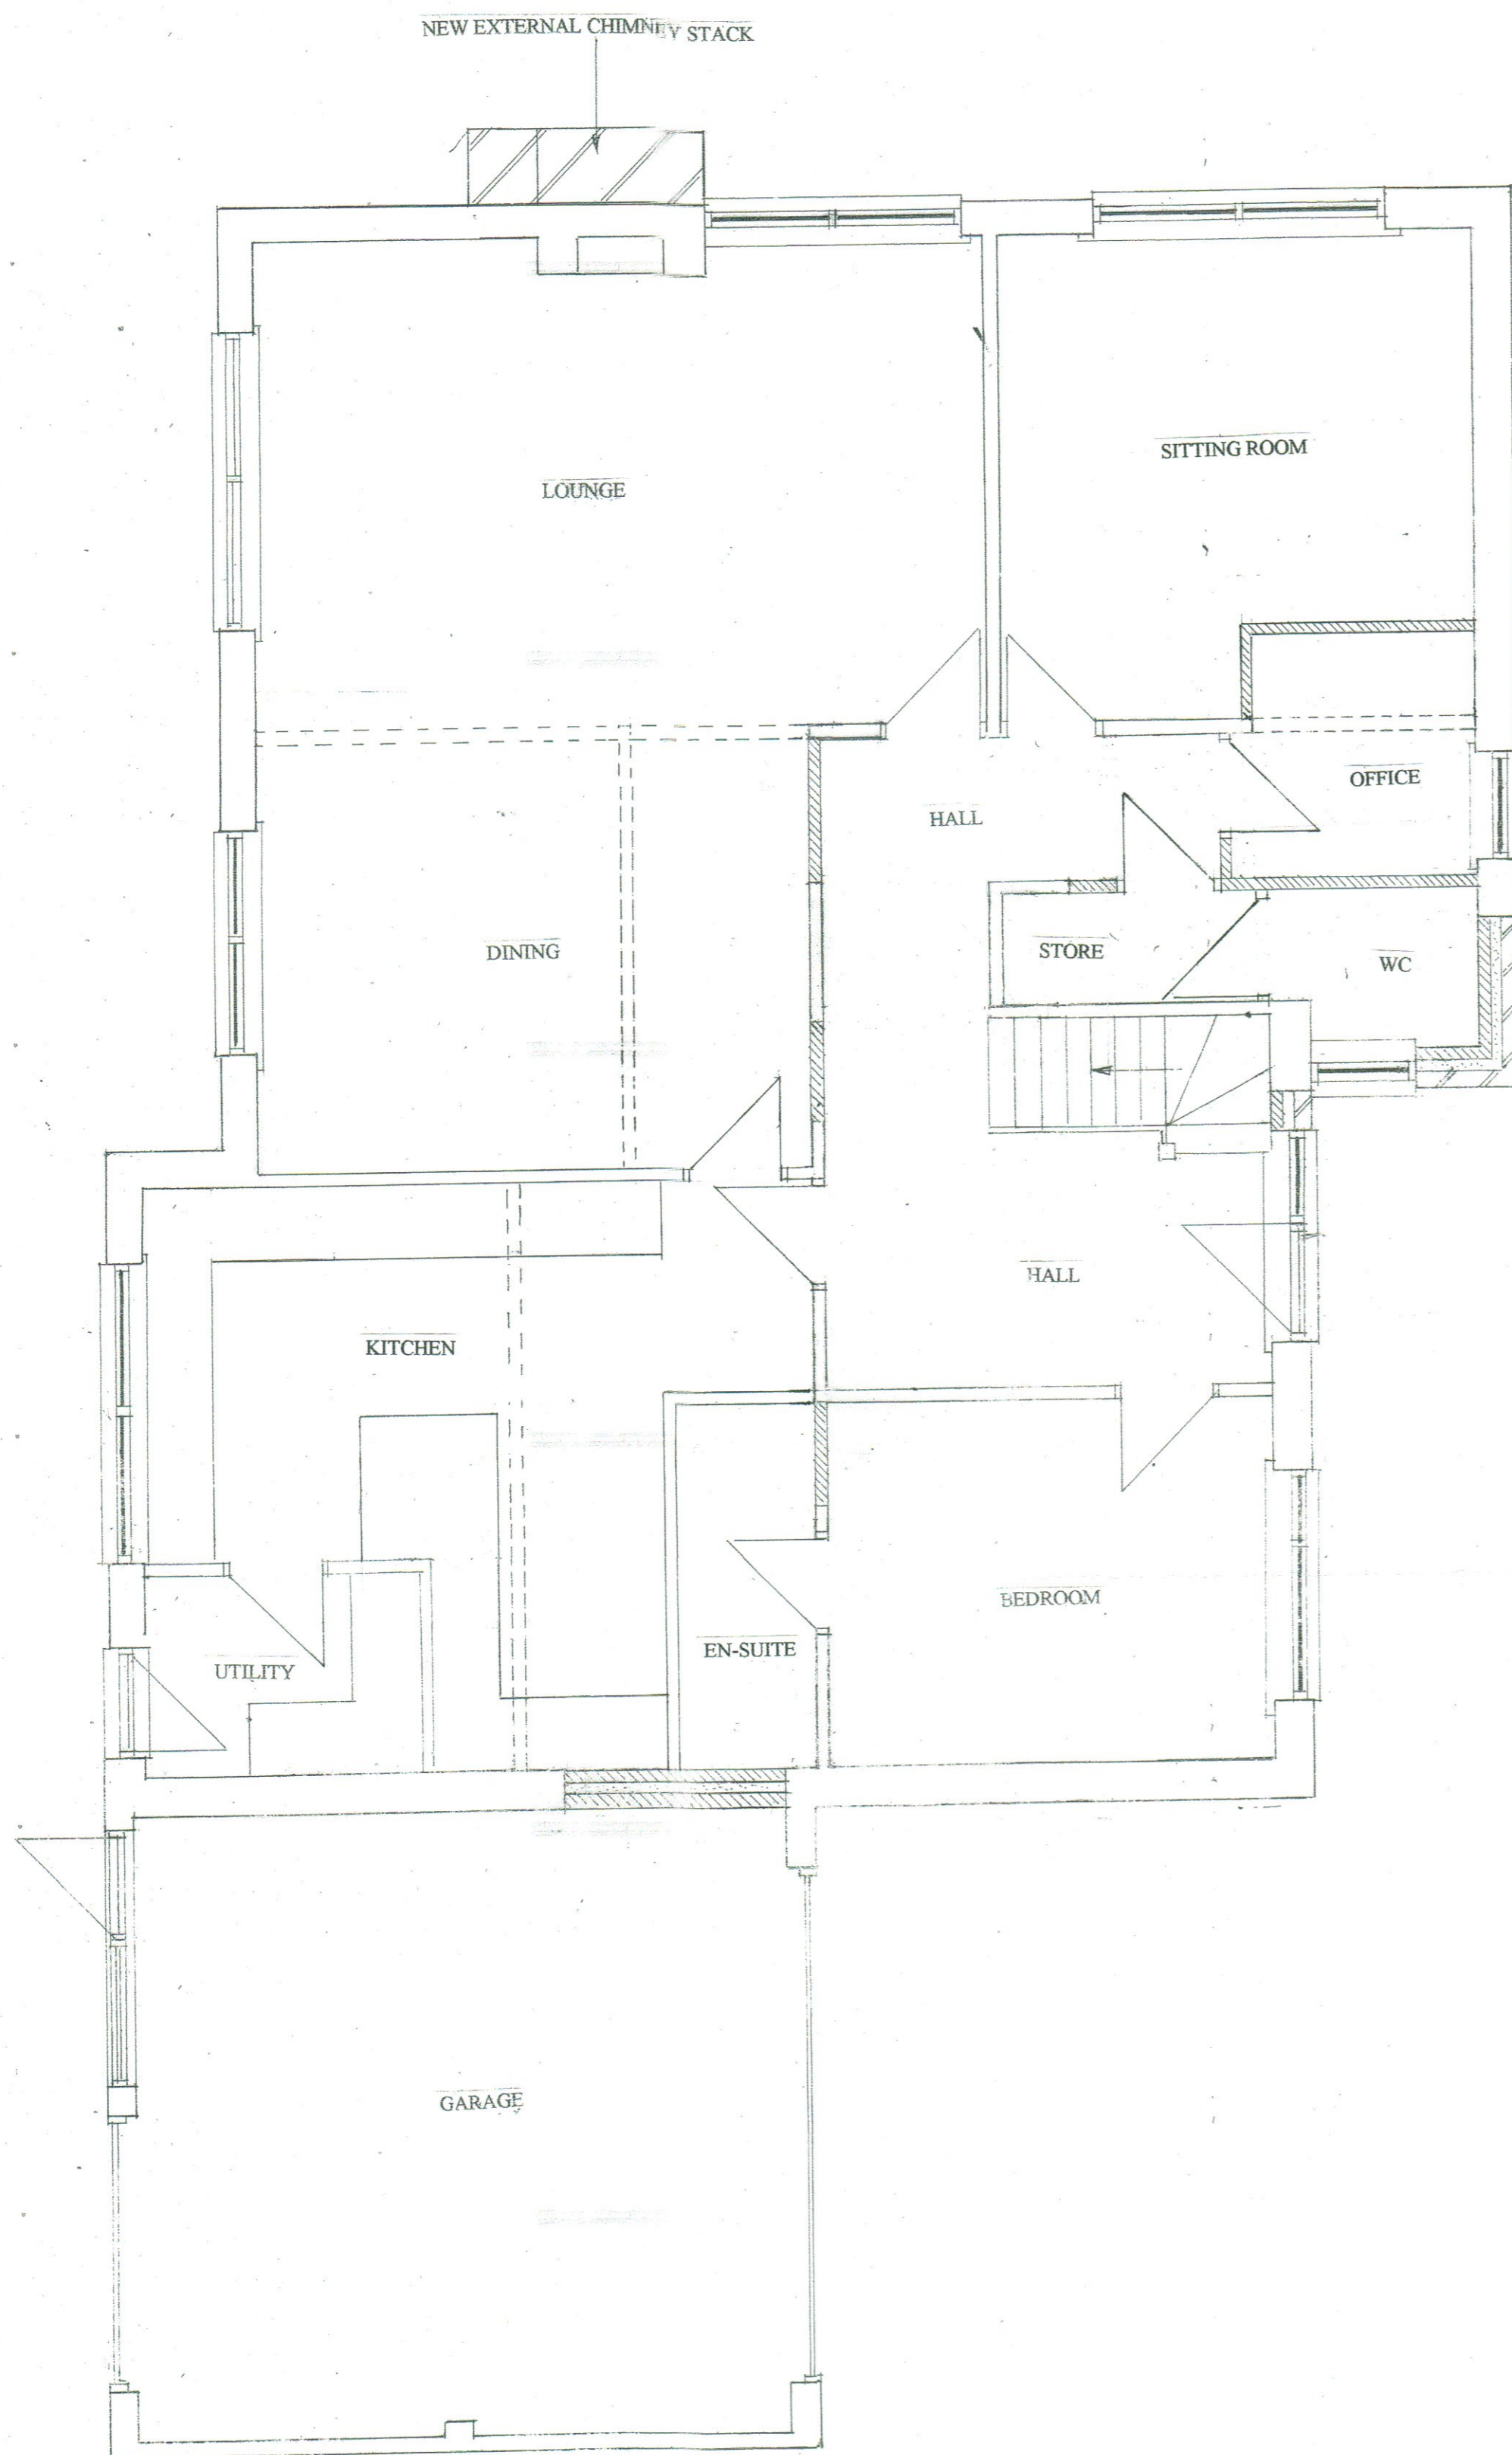 NEW EXTERNAL CHIMNEY STACK
SITTING ROOM
LOUNGE
OFFICE
HALL
DINING
STORE
WC
HALL
KITCHEN
BEDROOM
EN-SUITE
UTILITY
GARAGE